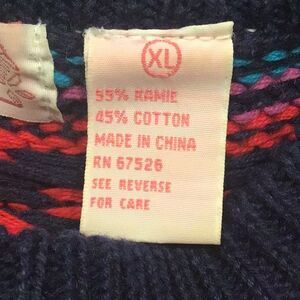 XL
55% RAMIE
45% COTTON
MADE IN CHINA
RN 67526
SEE REVERSE
FOR CARE